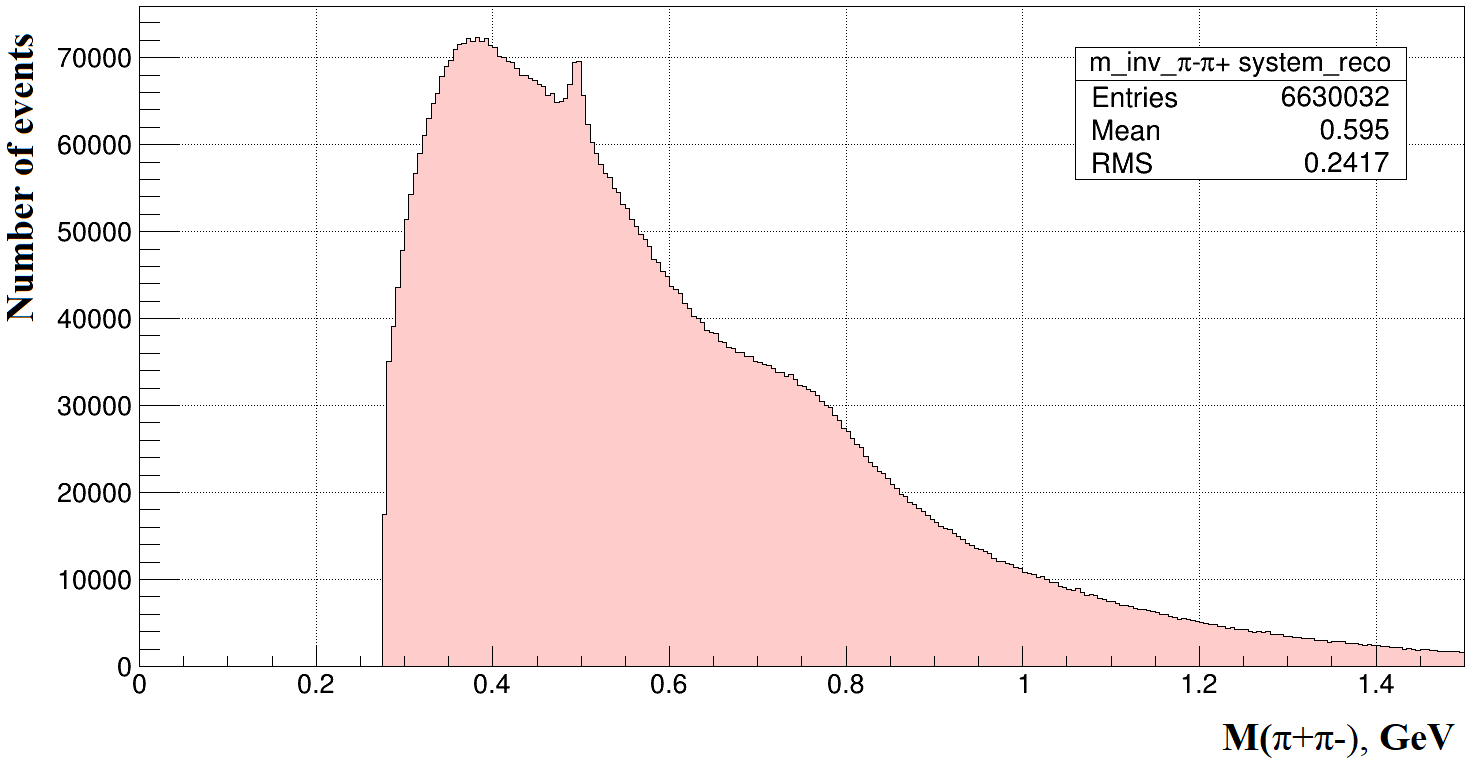 Number of events
70000
60000
50000
40000
30000
20000
10000
0
0 0.2 0.4 0.6 0.8 1 1.2 1.4
m_inv_π-π+ system_reco
Entries 6630032
Mean 0.595
RMS 0.2417
M(π+π-), GeV